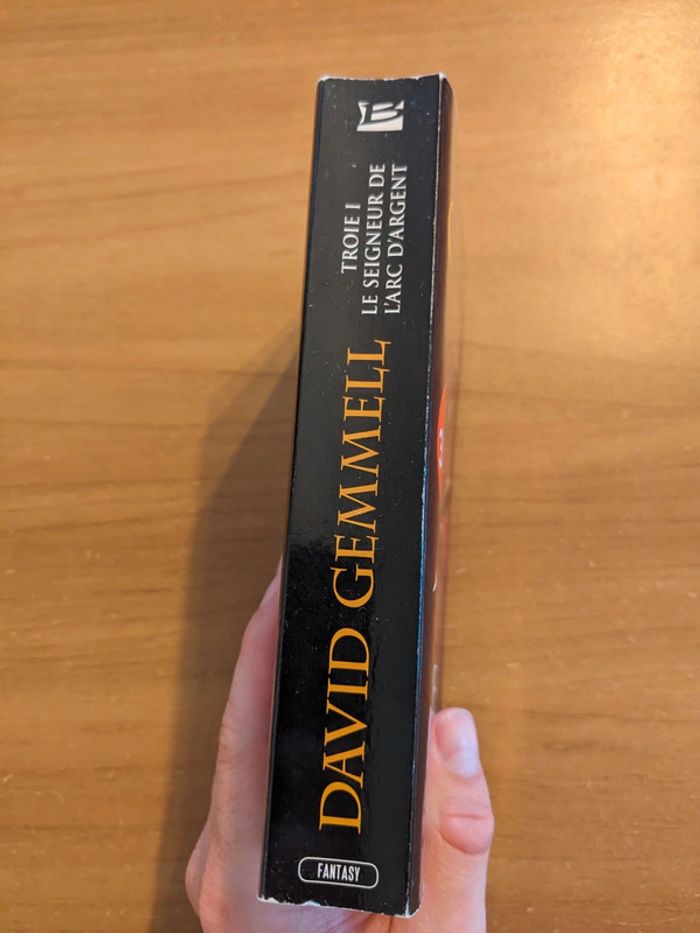 TROIE I
LE SEIGNEUR DE
L'ARC D'ARGENT
DAVID GEMMELL
FANTASY